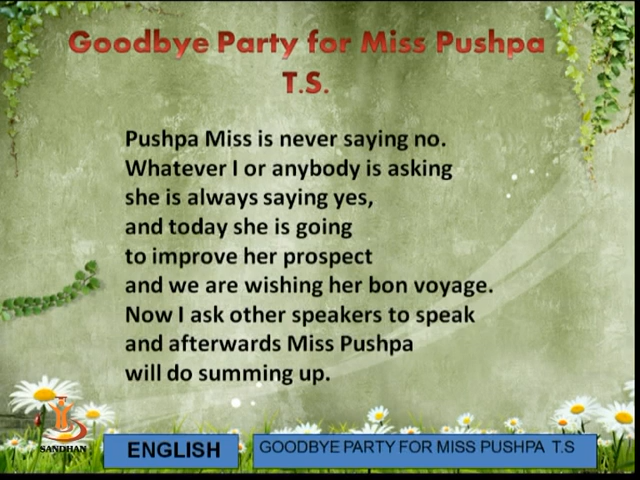 Goodbye Party for Miss Pushpa
T.S.
Pushpa Miss is never saying no.
Whatever I or anybody is asking
she is always saying yes,
and today she is going
to improve her prospect
and we are wishing her bon voyage.
Now I ask other speakers to speak
and afterwards Miss Pushpa
will do summing up.
SANDHAN
ENGLISH
GOODBYE PARTY FOR MISS PUSHPA T.S